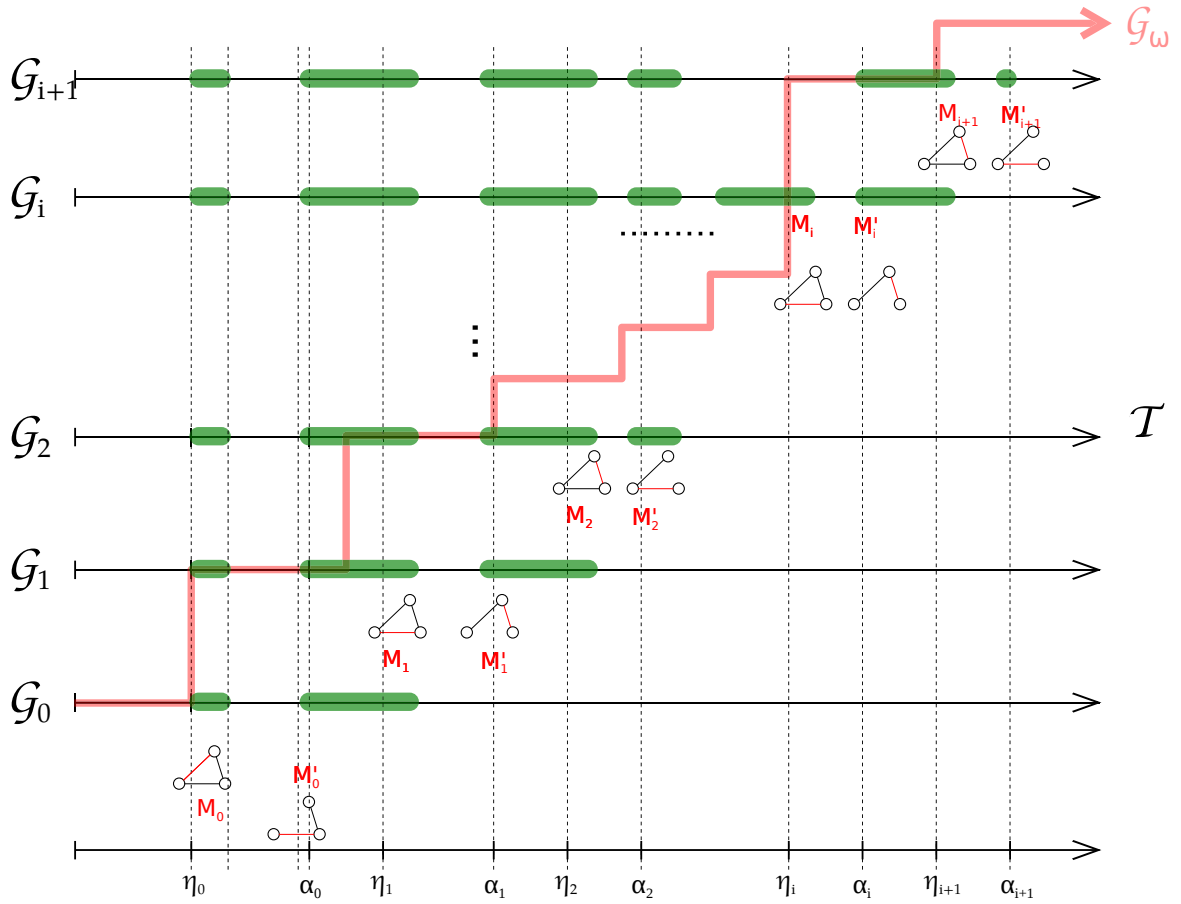 𝒢ω
𝒢i+1
Mi+1 M'i+1
𝒢i
Mi M'i
.........
⋮
𝒢2
𝒯
M2 M'2
𝒢1
M1 M'1
𝒢0
M'0
M0
η0 α0 η1 α1 η2 α2 ηi αi ηi+1 αi+1